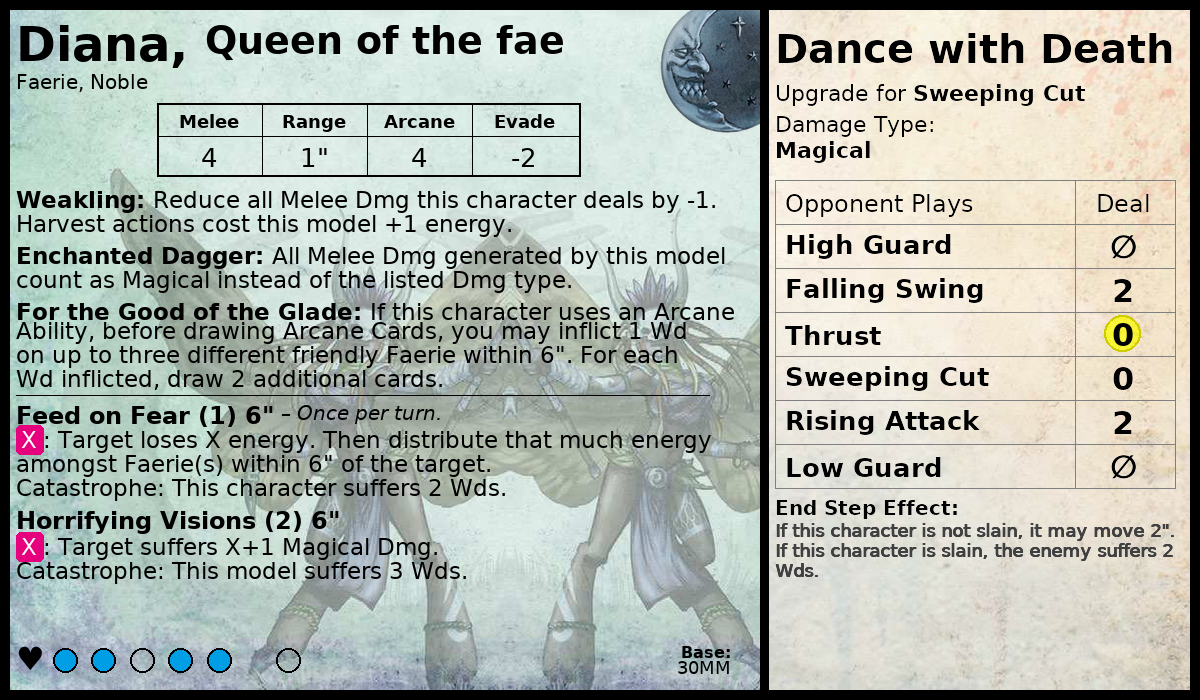 Diana, Queen of the fae
Faerie, Noble
Melee Range Arcane Evade
4 1" 4 -2
Weakling: Reduce all Melee Dmg this character deals by -1.
Harvest actions cost this model +1 energy.
Enchanted Dagger: All Melee Dmg generated by this model
count as Magical instead of the listed Dmg type.
For the Good of the Glade: If this character uses an Arcane
Ability, before drawing Arcane Cards, you may inflict 1 Wd
on up to three different friendly Faerie within 6". For each
Wd inflicted, draw 2 additional cards.
Feed on Fear (1) 6" – Once per turn.
X: Target loses X energy. Then distribute that much energy
amongst Faerie(s) within 6" of the target.
Catastrophe: This character suffers 2 Wds.
Horrifying Visions (2) 6"
X: Target suffers X+1 Magical Dmg.
Catastrophe: This model suffers 3 Wds.
Base:
30MM
Dance with Death
Upgrade for Sweeping Cut
Damage Type:
Magical
Opponent Plays Deal
High Guard ∅
Falling Swing 2
Thrust 0
Sweeping Cut 0
Rising Attack 2
Low Guard ∅
End Step Effect:
If this character is not slain, it may move 2".
If this character is slain, the enemy suffers 2
Wds.